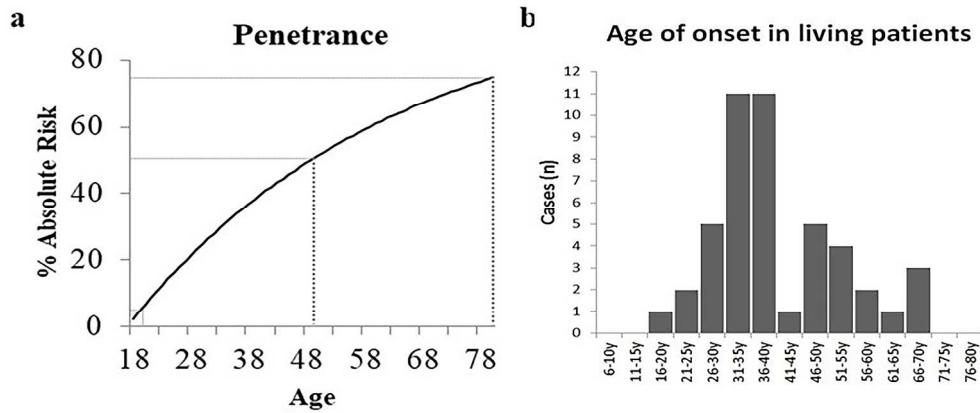 a
Penetrance
% Absolute Risk
80
60
40
20
0
18 28 38 48 58 68 78
Age
b
Age of onset in living patients
Cases (n)
12
11
10
9
8
7
6
5
4
3
2
1
0
6-10y 11-15y 16-20y 21-25y 26-30y 31-35y 36-40y 41-45y 46-50y 51-55y 56-60y 61-65y 66-70y 71-75y 76-80y